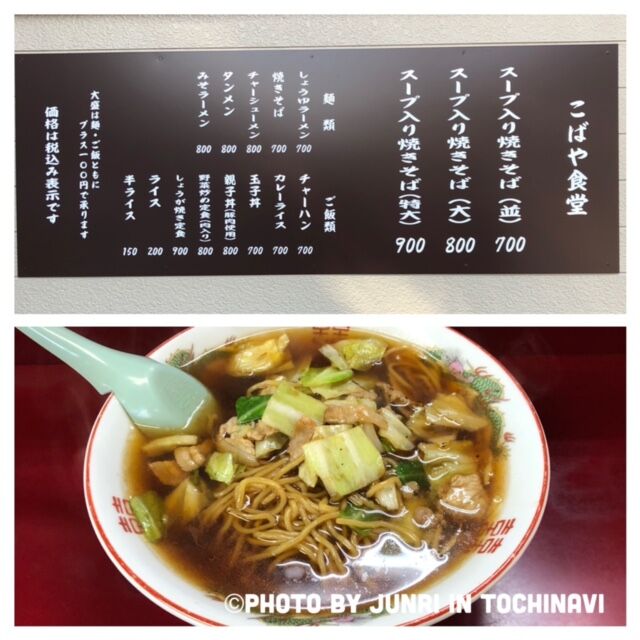 こばや食堂
スープ入り焼きそば（並） 700
スープ入り焼きそば（大） 800
スープ入り焼きそば（特大） 900
麺類
しょうゆラーメン 700
焼きそば 700
チャーシューメン 800
タンメン 800
みそラーメン 800
ご飯類
チャーハン 700
カレーライス 700
玉子丼 700
親子丼（豚肉使用） 800
野菜炒め定食（肉入り） 800
しょうが焼き定食 900
ライス 200
半ライス 150
大盛は麺・ご飯ともに
プラス一〇〇円で承ります
価格は税込み表示です
©PHOTO BY JUNRI IN TOCHINAVI